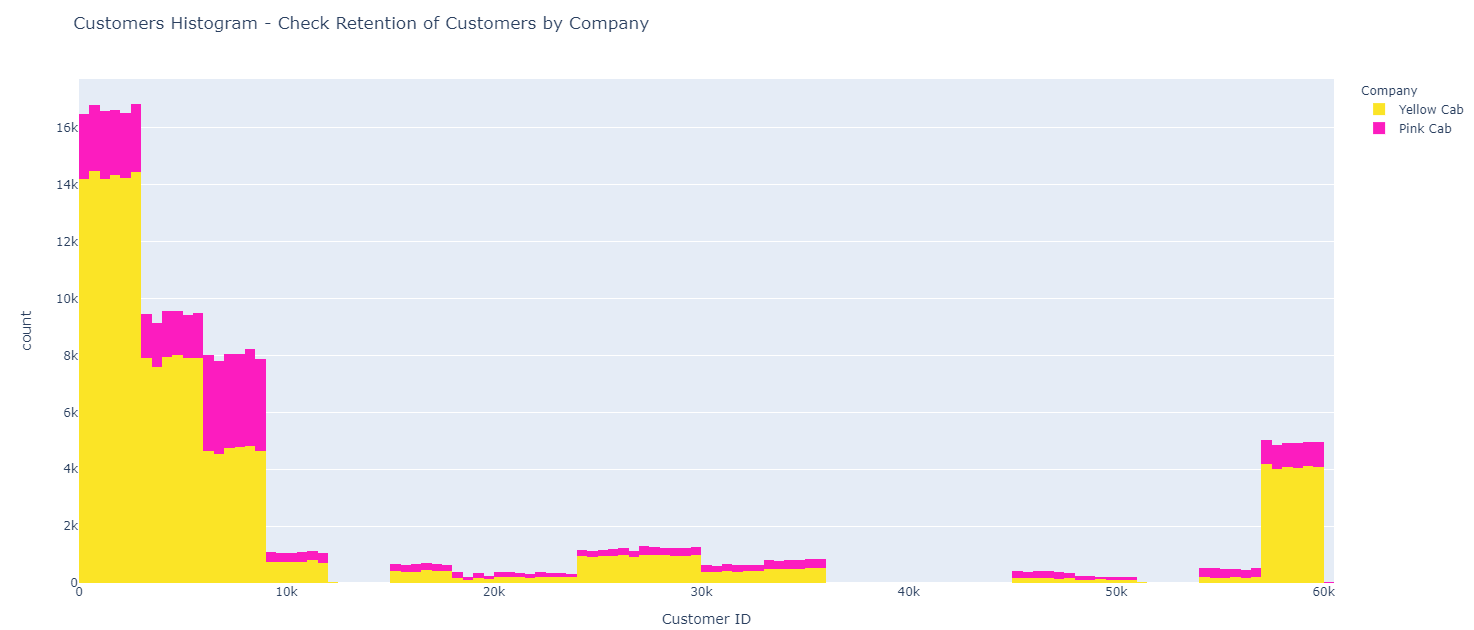 Customers Histogram - Check Retention of Customers by Company
Company
Yellow Cab
Pink Cab
16k
14k
12k
10k
8k
6k
4k
2k
0
count
0 10k 20k 30k 40k 50k 60k
Customer ID